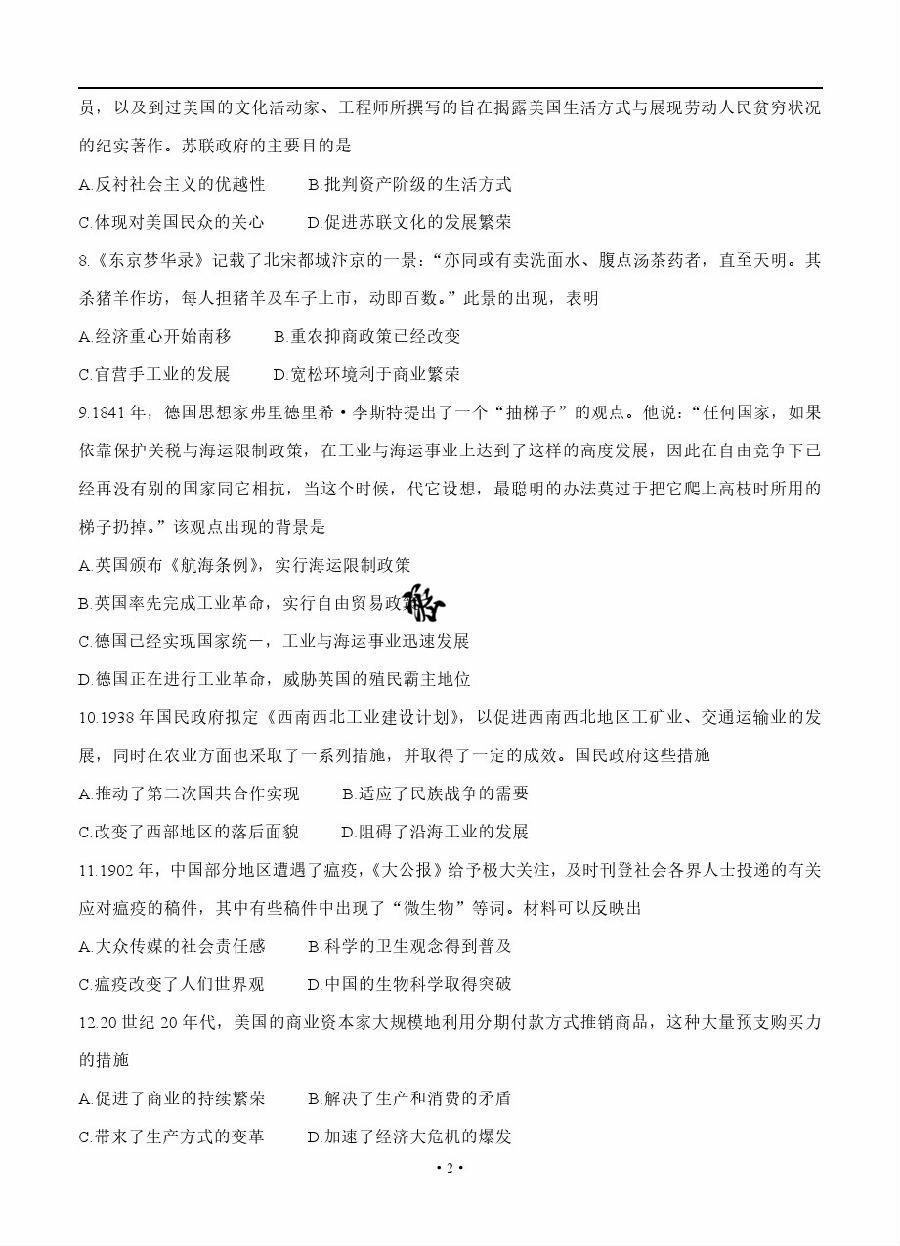 员，以及到过美国的文化活动家、工程师所撰写的旨在揭露美国生活方式与展现劳动人民贫穷状况
的纪实著作。苏联政府的主要目的是
A.反衬社会主义的优越性 B.批判资产阶级的生活方式
C.体现对美国民众的关心 D.促进苏联文化的发展繁荣
8.《东京梦华录》记载了北宋都城汴京的一景：“亦间或有卖洗面水、腹点汤茶药者，直至天明。其
杀猪羊作坊，每人担猪羊及车子上市，动即百数。”此景的出现，表明
A.经济重心开始南移 B.重农抑商政策已经改变
C.官营手工业的发展 D.宽松环境利于商业繁荣
9.1841 年，德国思想家弗里德里希·李斯特提出了一个“抽梯子”的观点。他说：“任何国家，如果
依靠保护关税与海运限制政策，在工业与海运事业上达到了这样的高度发展，因此在自由竞争下已
经再没有别的国家同它相抗，当这个时候，代它设想，最聪明的办法莫过于把它爬上高枝时所用的
梯子扔掉。”该观点出现的背景是
A.英国颁布《航海条例》，实行海运限制政策
B.英国率先完成工业革命，实行自由贸易政
C.德国已经实现国家统一，工业与海运事业迅速发展
D.德国正在进行工业革命，威胁英国的殖民霸主地位
10.1938 年国民政府拟定《西南西北工业建设计划》，以促进西南西北地区工矿业、交通运输业的发
展，同时在农业方面也采取了一系列措施，并取得了一定的成效。国民政府这些措施
A.推动了第二次国共合作实现 B.适应了民族战争的需要
C.改变了西部地区的落后面貌 D.阻碍了沿海工业的发展
11.1902 年，中国部分地区遭遇了瘟疫，《大公报》给予极大关注，及时刊登社会各界人士投递的有关
应对瘟疫的稿件，其中有些稿件中出现了“微生物”等词。材料可以反映出
A.大众传媒的社会责任感 B.科学的卫生观念得到普及
C.瘟疫改变了人们世界观 D.中国的生物科学取得突破
12.20 世纪 20 年代，美国的商业资本家大规模地利用分期付款方式推销商品，这种大量预支购买力
的措施
A.促进了商业的持续繁荣 B.解决了生产和消费的矛盾
C.带来了生产方式的变革 D.加速了经济大危机的爆发
·2·